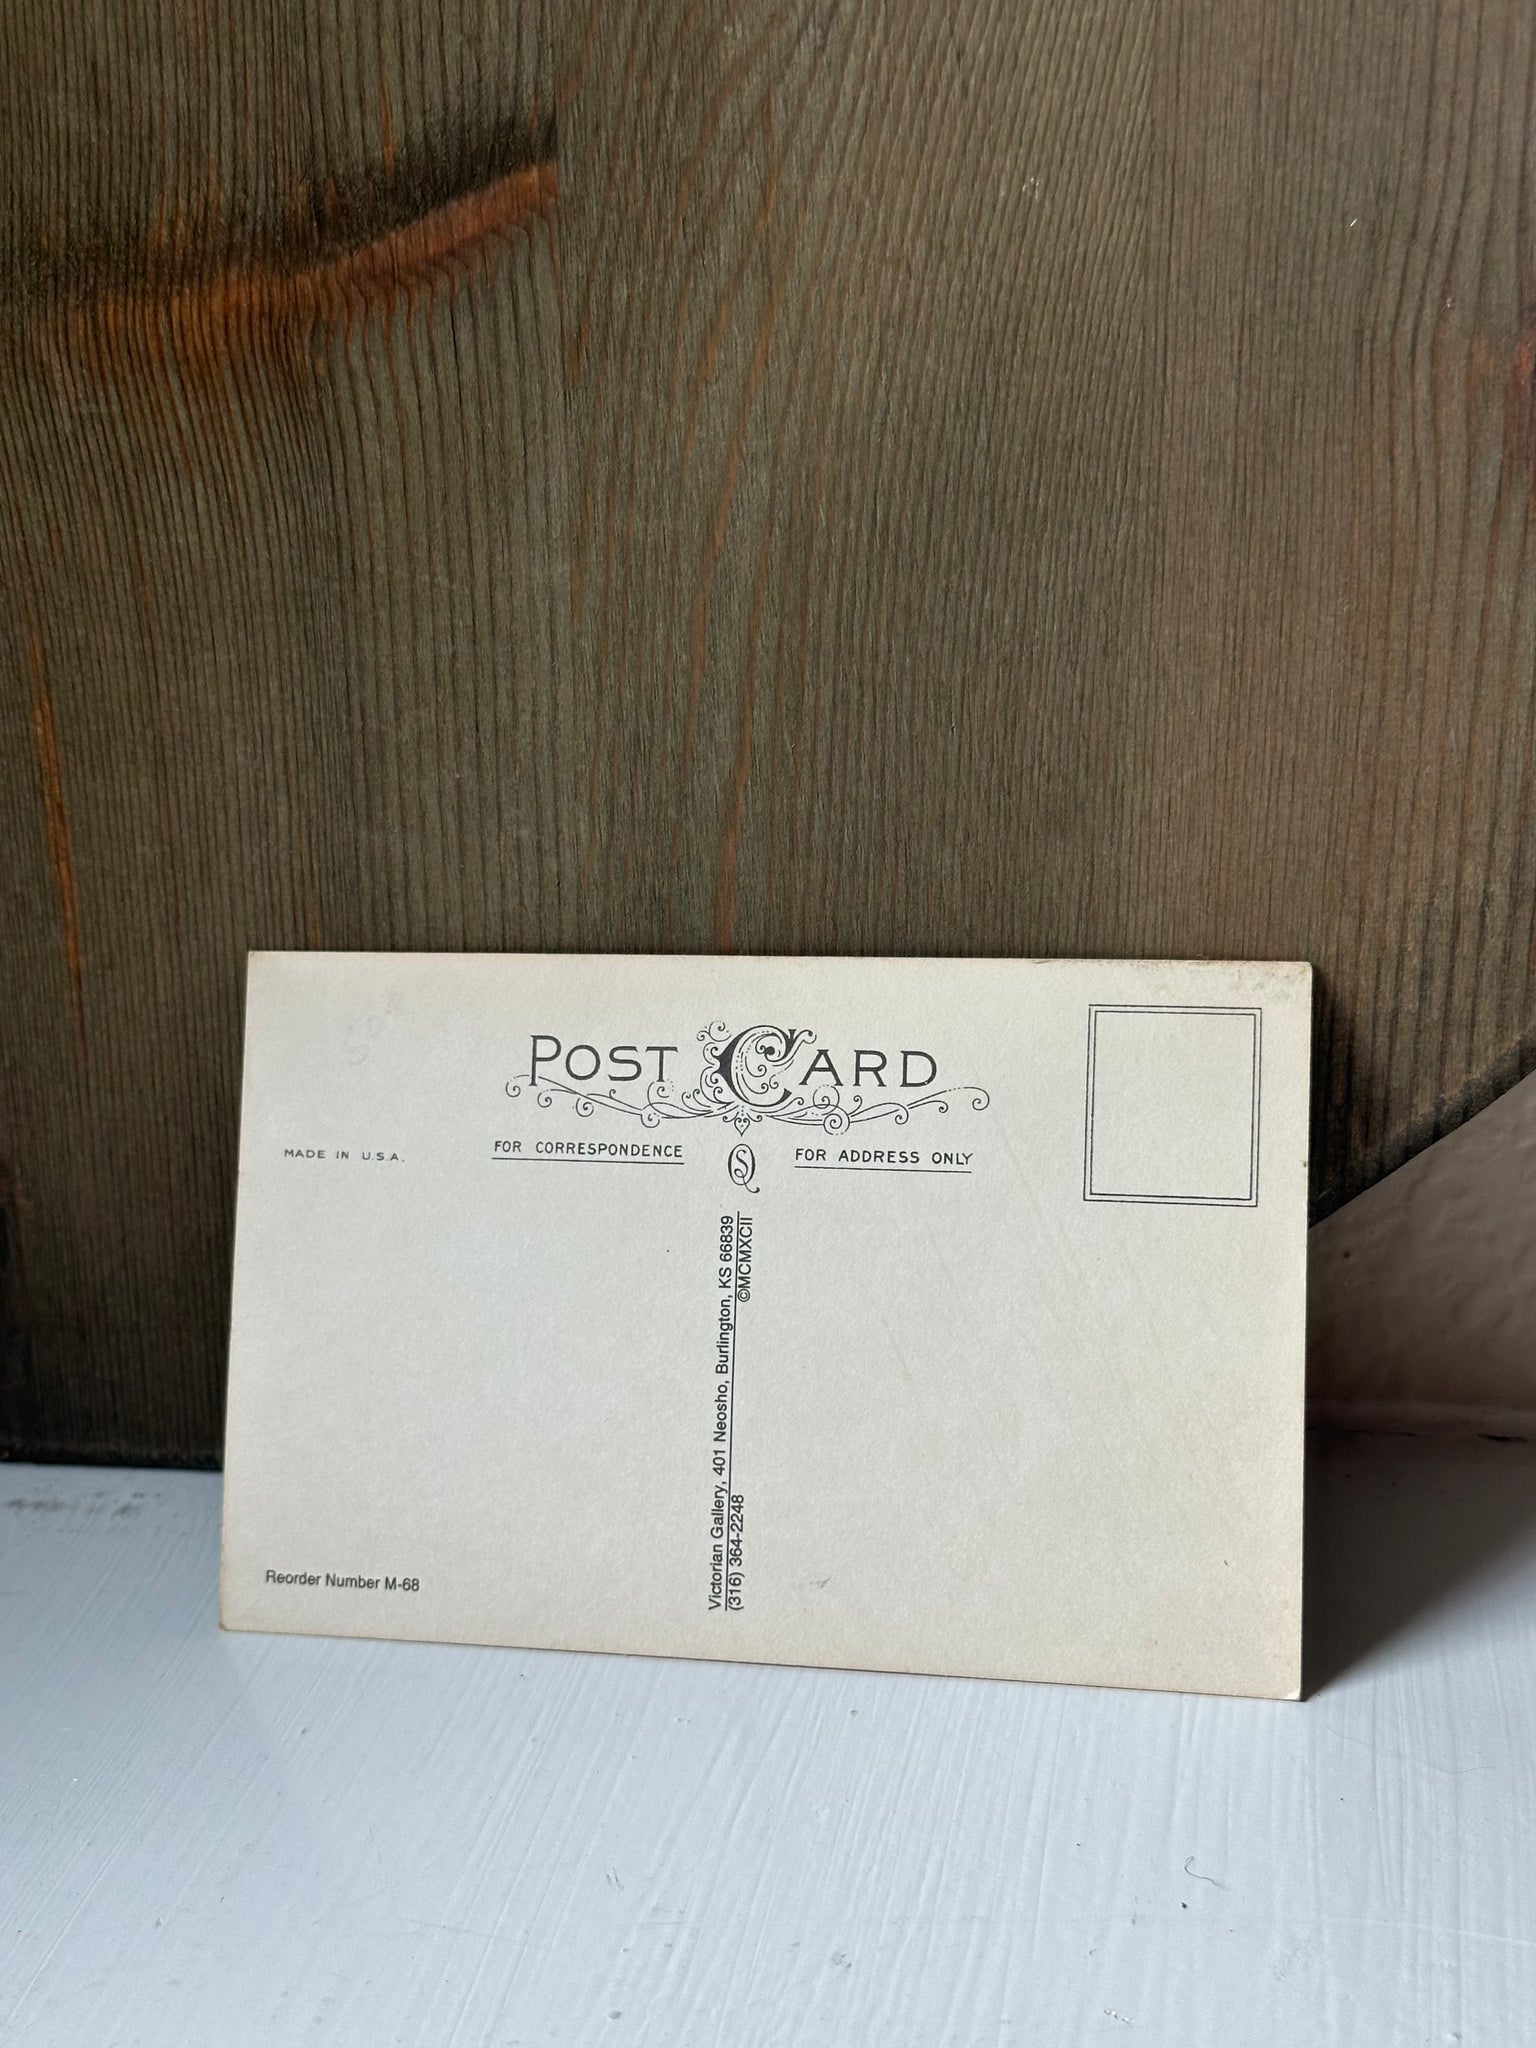 POST CARD
MADE IN U.S.A.
FOR CORRESPONDENCE
FOR ADDRESS ONLY
Victorian Gallery, 401 Neosho, Burlington, KS 66839
(316) 364-2248
©MCMXCII
Reorder Number M-68